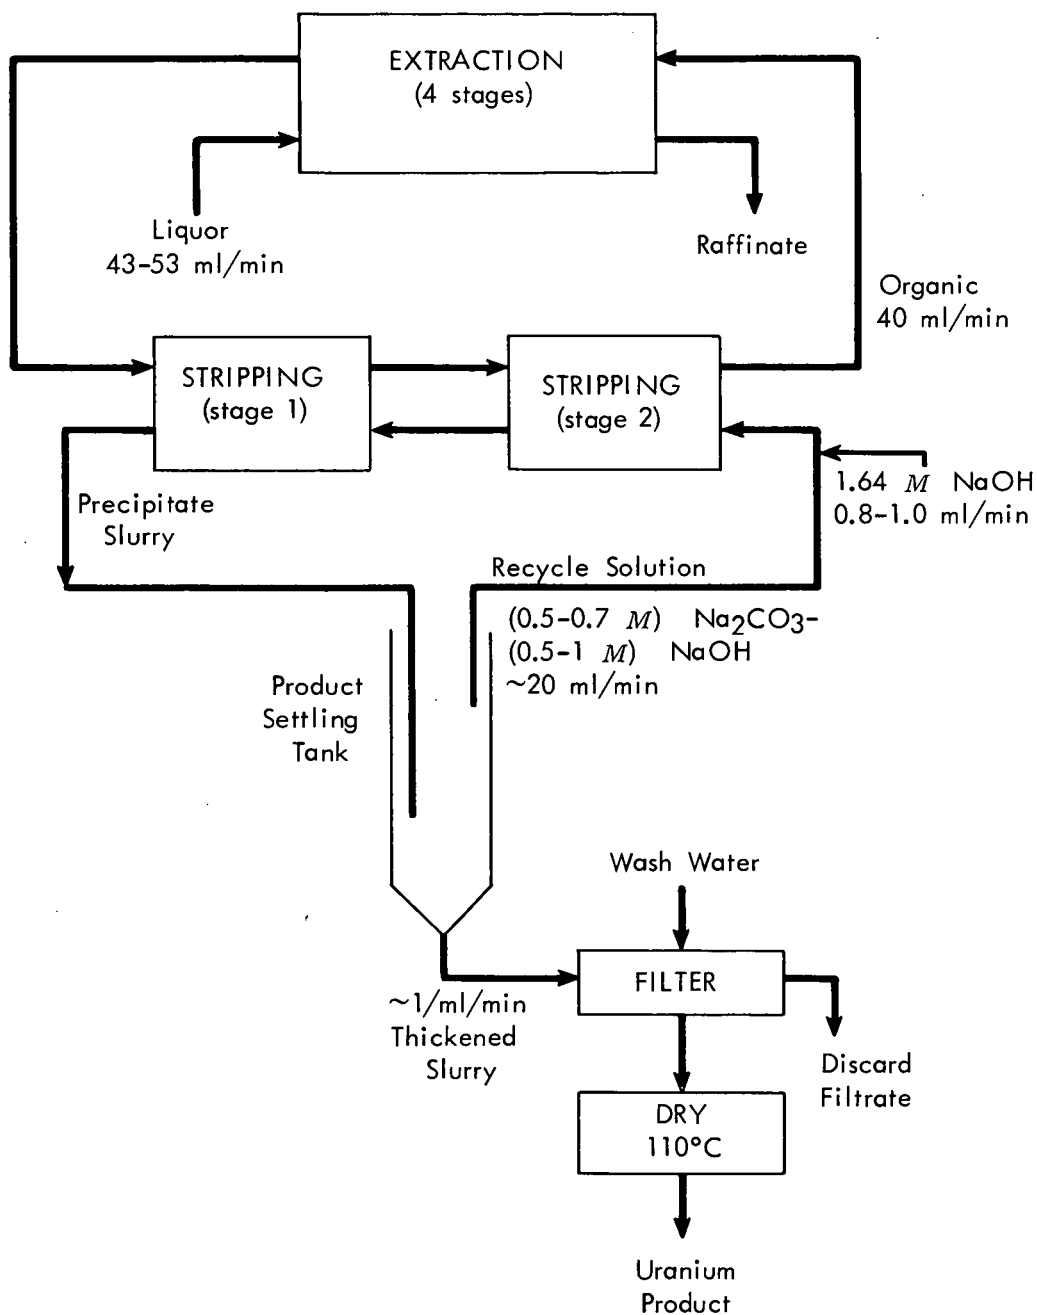 EXTRACTION
(4 stages)
Liquor
43-53 ml/min
Raffinate
Organic
40 ml/min
STRIPPING
(stage 1)
STRIPPING
(stage 2)
1.64 M NaOH
0.8-1.0 ml/min
Precipitate
Slurry
Recycle Solution
(0.5-0.7 M) Na₂CO₃-
(0.5-1 M) NaOH
~20 ml/min
Product
Settling
Tank
Wash Water
FILTER
~1/ml/min
Thickened
Slurry
Discard
Filtrate
DRY
110°C
Uranium
Product